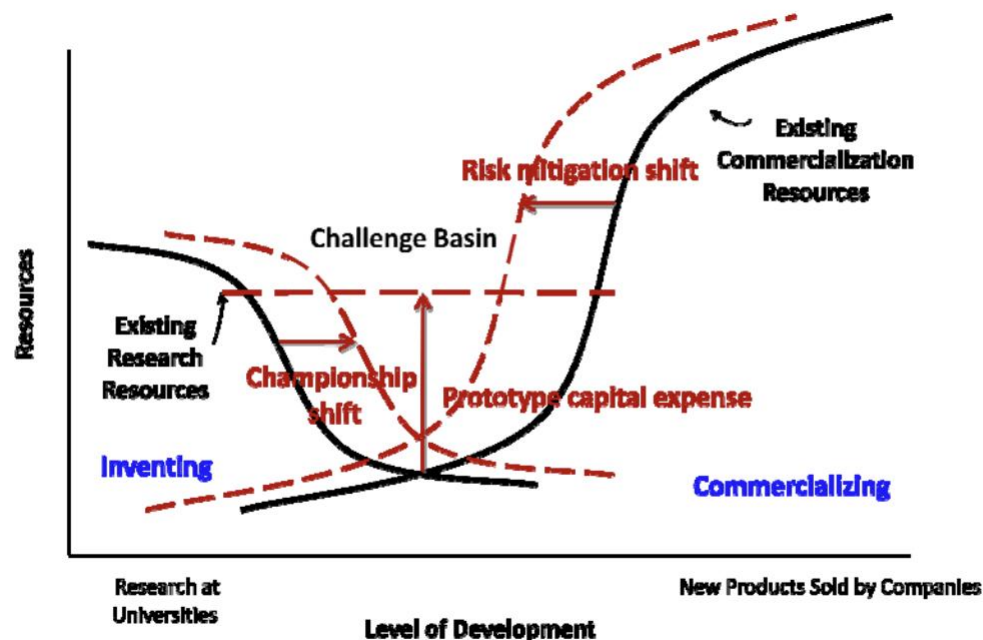 Existing
Commercialization
Resources
Risk mitigation shift
Challenge Basin
Resources
Existing
Research
Resources
Championship
shift
Prototype capital expense
Inventing
Commercializing
Research at
Universities
New Products Sold by Companies
Level of Development